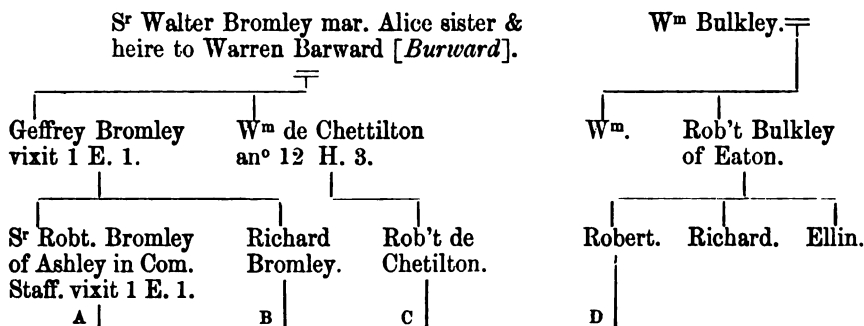 Sʳ Walter Bromley mar. Alice sister &
heire to Warren Barward [Burward].
Wᵐ Bulkley.
Geffrey Bromley
vixit 1 E. 1.
Wᵐ de Chettilton
anᵒ 12 H. 3.
Wᵐ.
Rob't Bulkley
of Eaton.
Sʳ Robt. Bromley
of Ashley in Com.
Staff. vixit 1 E. 1.
Richard
Bromley.
Rob't de
Chetilton.
Robert.
Richard.
Ellin.
A
B
C
D